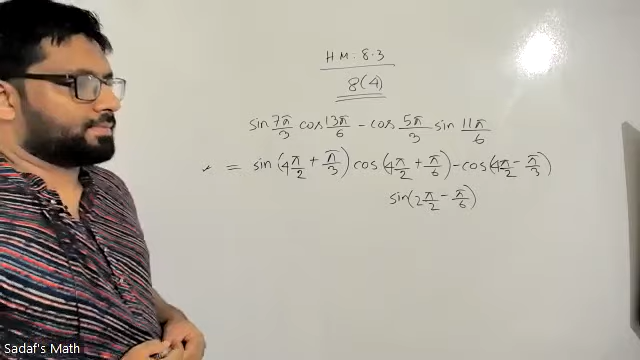 HM: 8.3
8(4)
sin 7π/3 cos 13π/6 - cos 5π/3 sin 11π/6
= sin(4π/2 + π/3) cos(4π/2 + π/6) - cos(4π/2 - π/3)
sin(2π/2 - π/6)
Sadaf's Math